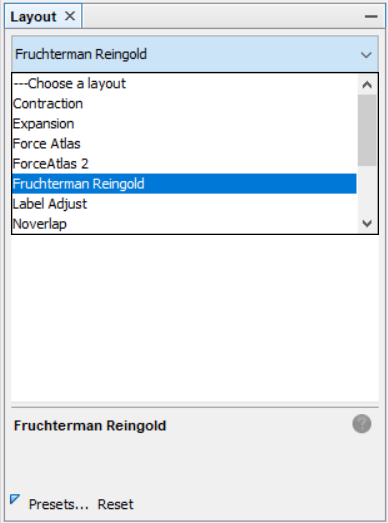 Layout ×
Fruchterman Reingold
---Choose a layout
Contraction
Expansion
Force Atlas
ForceAtlas 2
Fruchterman Reingold
Label Adjust
Noverlap
Fruchterman Reingold
?
Presets... Reset